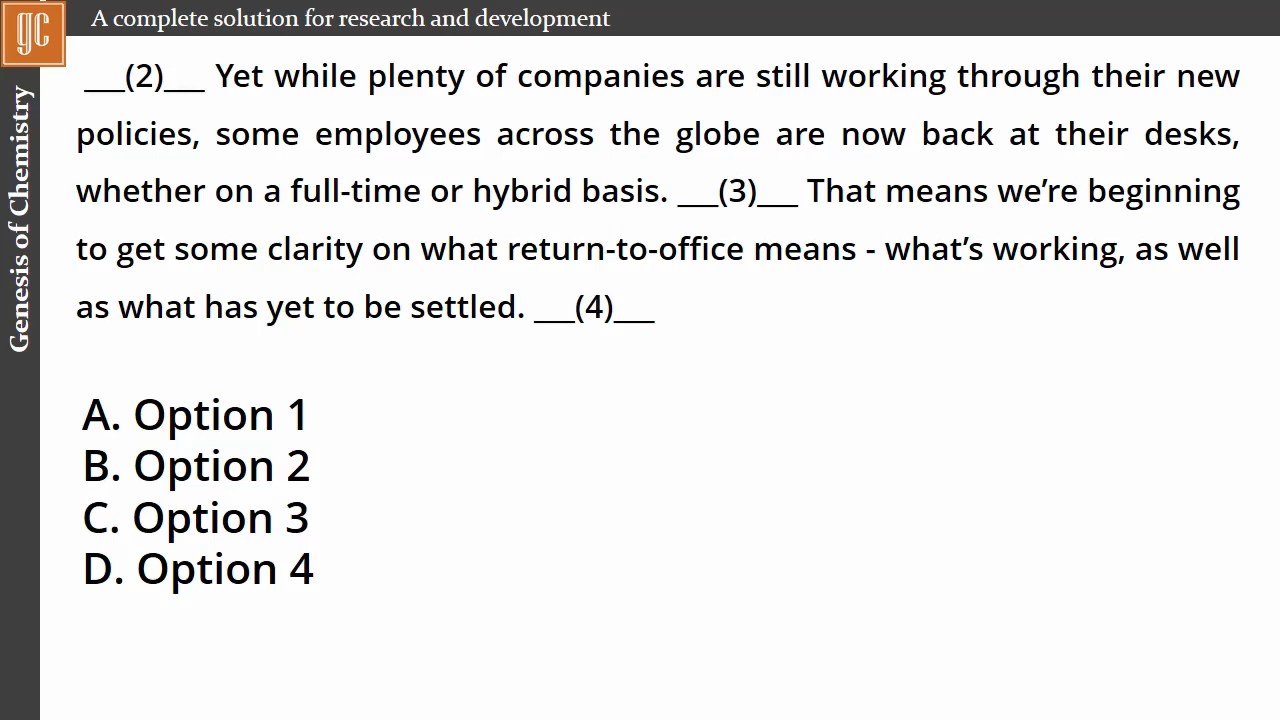 A complete solution for research and development
gc
Genesis of Chemistry
___(2)___ Yet while plenty of companies are still working through their new
policies, some employees across the globe are now back at their desks,
whether on a full-time or hybrid basis. ___(3)___ That means we’re beginning
to get some clarity on what return-to-office means - what’s working, as well
as what has yet to be settled. ___(4)___
A. Option 1
B. Option 2
C. Option 3
D. Option 4